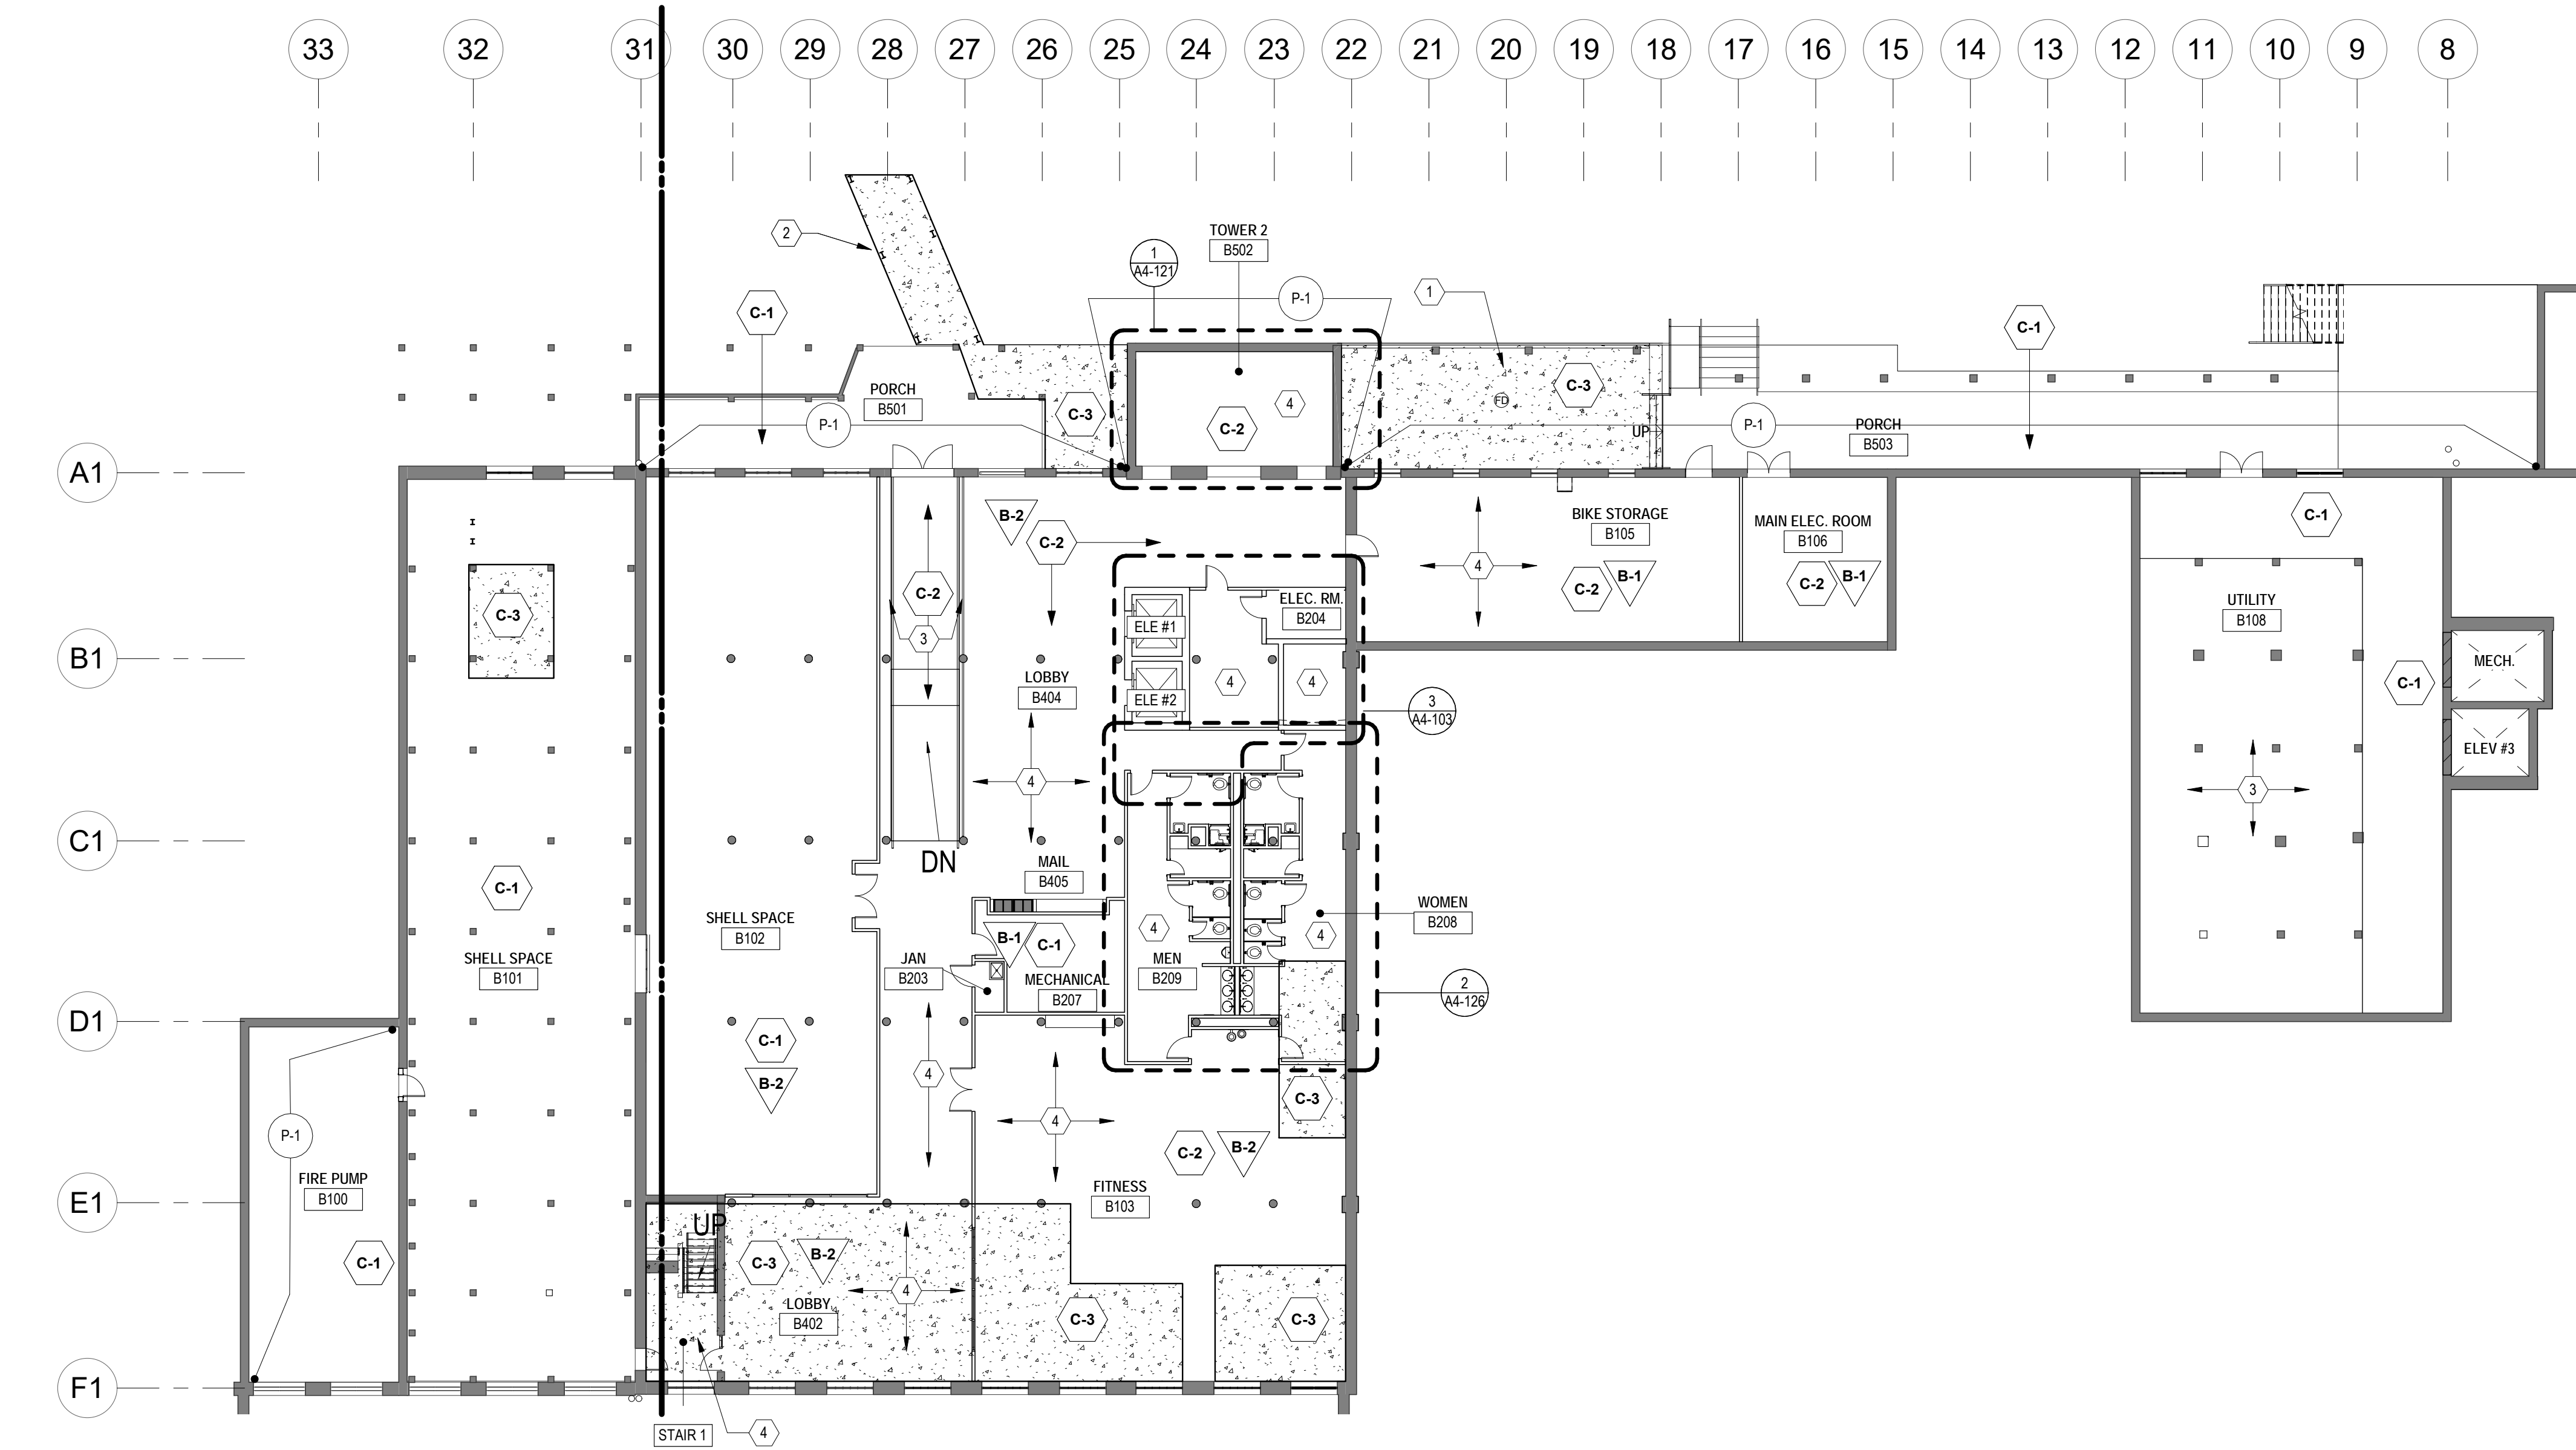 33 32 31 30 29 28 27 26 25 24 23 22 21 20 19 18 17 16 15 14 13 12 11 10 9 8
2
TOWER 2
B502
1
A4-121
P-1
1
C-1
C-1
PORCH
B501
C-3
4
C-2
C-3
FD
UP
P-1
P-1
PORCH
B503
A1
B-2
C-2
BIKE STORAGE
B105
MAIN ELEC. ROOM
B106
C-1
4
C-2
B-1
C-2
B-1
C-2
C-3
3
ELE #1
ELEC. RM.
B204
UTILITY
B108
B1
MECH.
LOBBY
B404
ELE #2
4
4
C-1
3
A4-103
ELEV #3
4
3
C1
DN
MAIL
B405
C-1
SHELL SPACE
B102
WOMEN
B208
4
4
B-1
C-1
SHELL SPACE
B101
JAN
B203
MECHANICAL
B207
MEN
B209
2
A4-126
D1
C-1
B-2
4
C-3
P-1
4
C-2
B-2
FIRE PUMP
B100
FITNESS
B103
E1
UP
C-1
C-3
B-2
4
LOBBY
B402
C-3
C-3
F1
STAIR 1
4